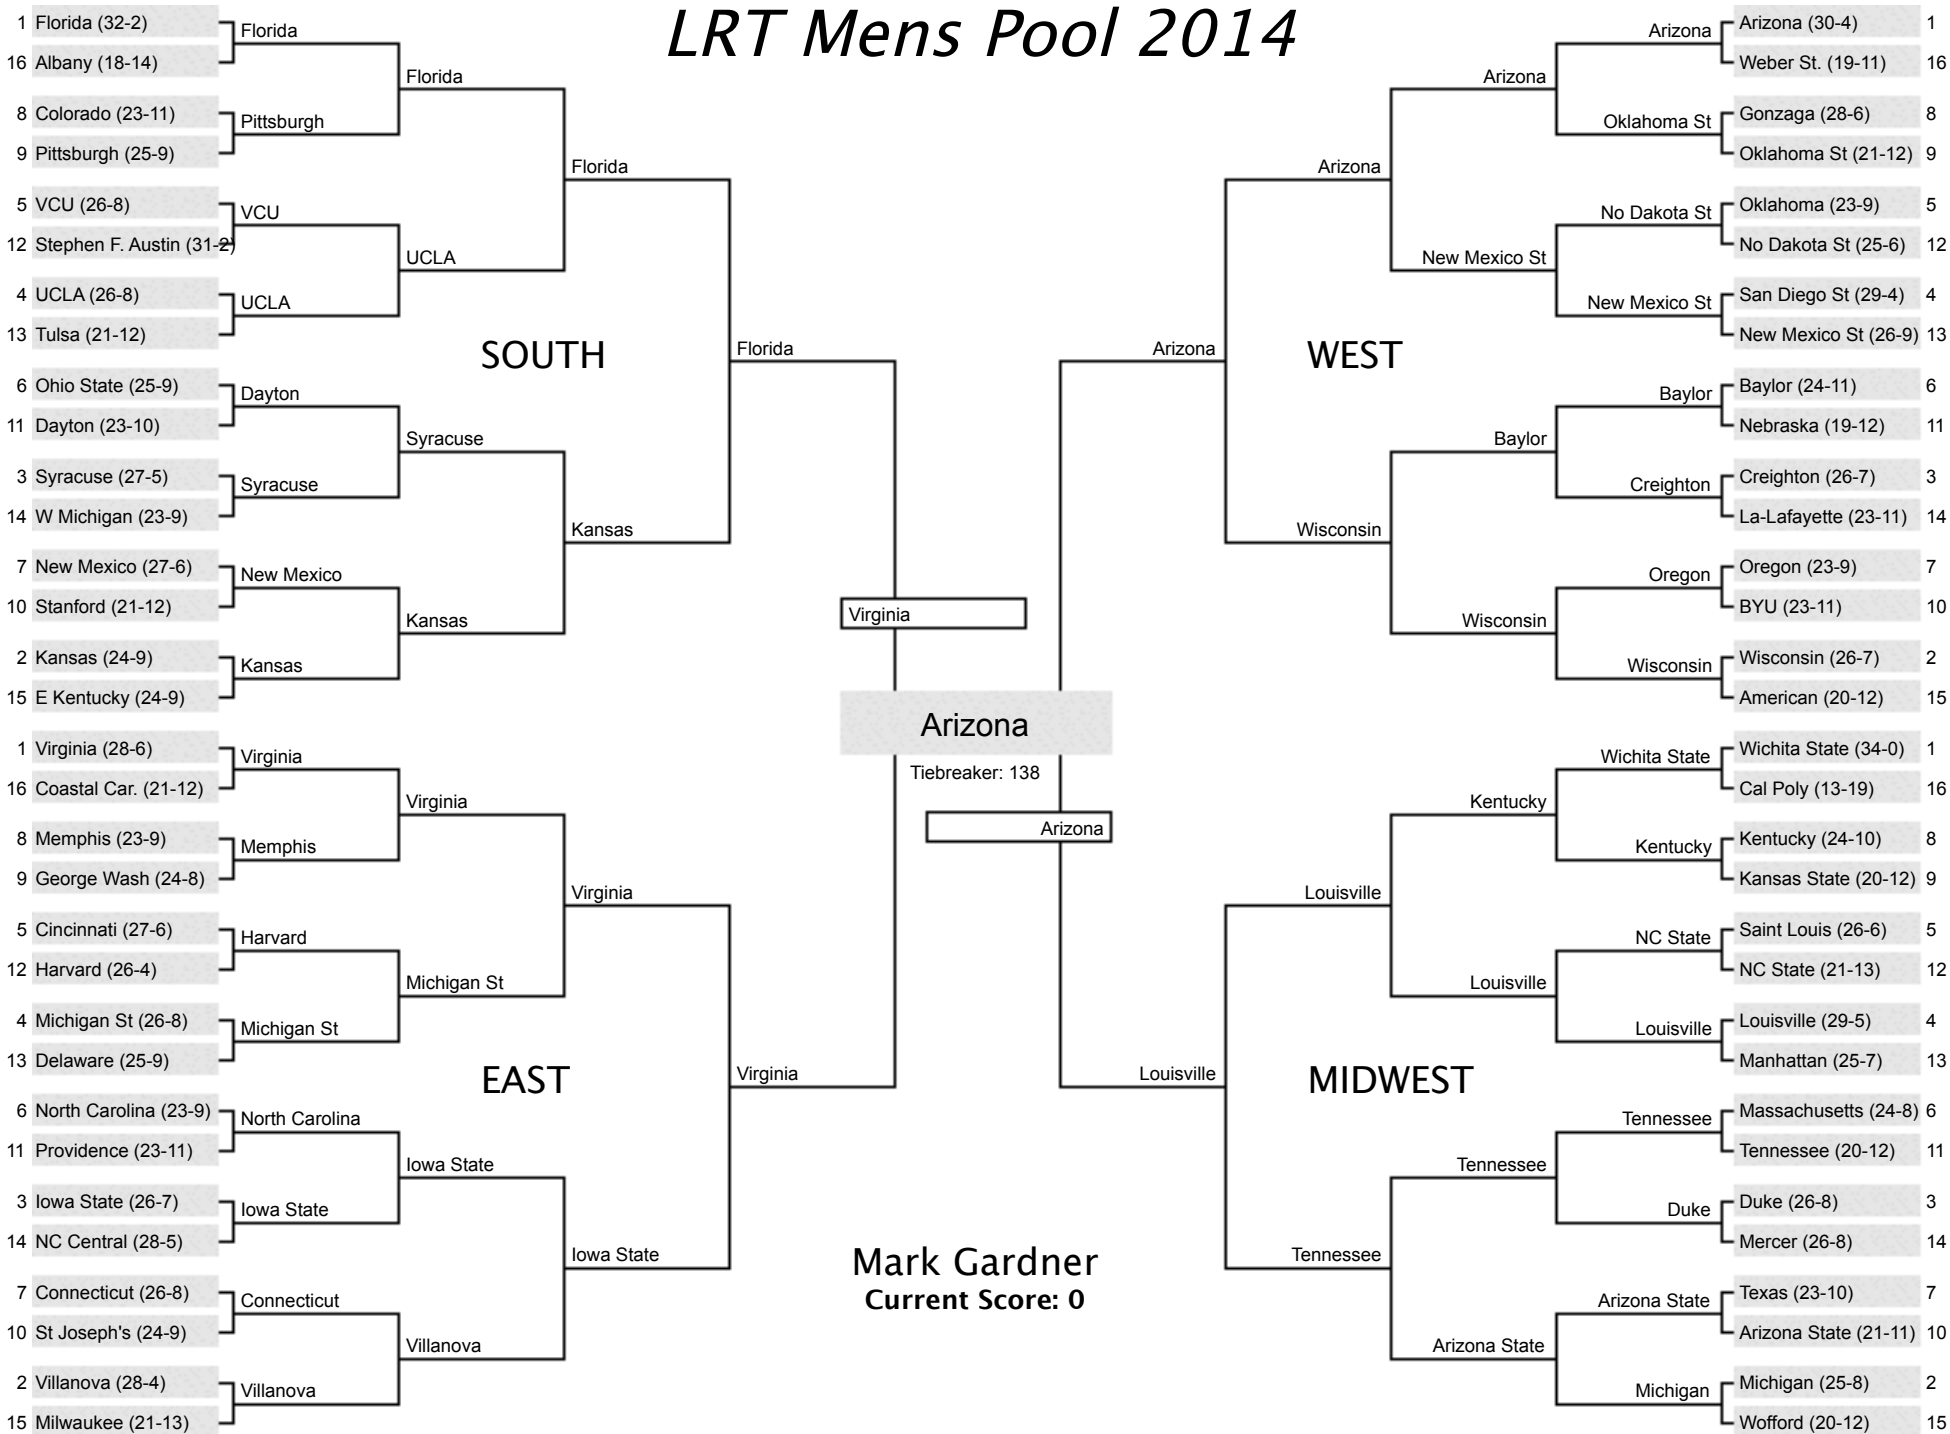 LRT Mens Pool 2014
1 Florida (32-2)
16 Albany (18-14)
8 Colorado (23-11)
9 Pittsburgh (25-9)
5 VCU (26-8)
12 Stephen F. Austin (31-2)
4 UCLA (26-8)
13 Tulsa (21-12)
6 Ohio State (25-9)
11 Dayton (23-10)
3 Syracuse (27-5)
14 W Michigan (23-9)
7 New Mexico (27-6)
10 Stanford (21-12)
2 Kansas (24-9)
15 E Kentucky (24-9)
Florida
Pittsburgh
VCU
UCLA
Dayton
Syracuse
New Mexico
Kansas
Florida
UCLA
Syracuse
Kansas
Florida
Kansas
SOUTH
Florida
1 Virginia (28-6)
16 Coastal Car. (21-12)
8 Memphis (23-9)
9 George Wash (24-8)
5 Cincinnati (27-6)
12 Harvard (26-4)
4 Michigan St (26-8)
13 Delaware (25-9)
6 North Carolina (23-9)
11 Providence (23-11)
3 Iowa State (26-7)
14 NC Central (28-5)
7 Connecticut (26-8)
10 St Joseph's (24-9)
2 Villanova (28-4)
15 Milwaukee (21-13)
Virginia
Memphis
Harvard
Michigan St
North Carolina
Iowa State
Connecticut
Villanova
Virginia
Michigan St
Iowa State
Villanova
Virginia
Iowa State
EAST
Virginia
Virginia
Arizona
Tiebreaker: 138
Arizona
Mark Gardner
Current Score: 0
Arizona
WEST
Arizona
Wisconsin
Arizona
New Mexico St
Baylor
Wisconsin
Arizona
Oklahoma St
No Dakota St
New Mexico St
Baylor
Creighton
Oregon
Wisconsin
Arizona (30-4) 1
Weber St. (19-11) 16
Gonzaga (28-6) 8
Oklahoma St (21-12) 9
Oklahoma (23-9) 5
No Dakota St (25-6) 12
San Diego St (29-4) 4
New Mexico St (26-9) 13
Baylor (24-11) 6
Nebraska (19-12) 11
Creighton (26-7) 3
La-Lafayette (23-11) 14
Oregon (23-9) 7
BYU (23-11) 10
Wisconsin (26-7) 2
American (20-12) 15
Louisville
MIDWEST
Louisville
Tennessee
Kentucky
Louisville
Tennessee
Arizona State
Wichita State
Kentucky
NC State
Louisville
Tennessee
Duke
Arizona State
Michigan
Wichita State (34-0) 1
Cal Poly (13-19) 16
Kentucky (24-10) 8
Kansas State (20-12) 9
Saint Louis (26-6) 5
NC State (21-13) 12
Louisville (29-5) 4
Manhattan (25-7) 13
Massachusetts (24-8) 6
Tennessee (20-12) 11
Duke (26-8) 3
Mercer (26-8) 14
Texas (23-10) 7
Arizona State (21-11) 10
Michigan (25-8) 2
Wofford (20-12) 15